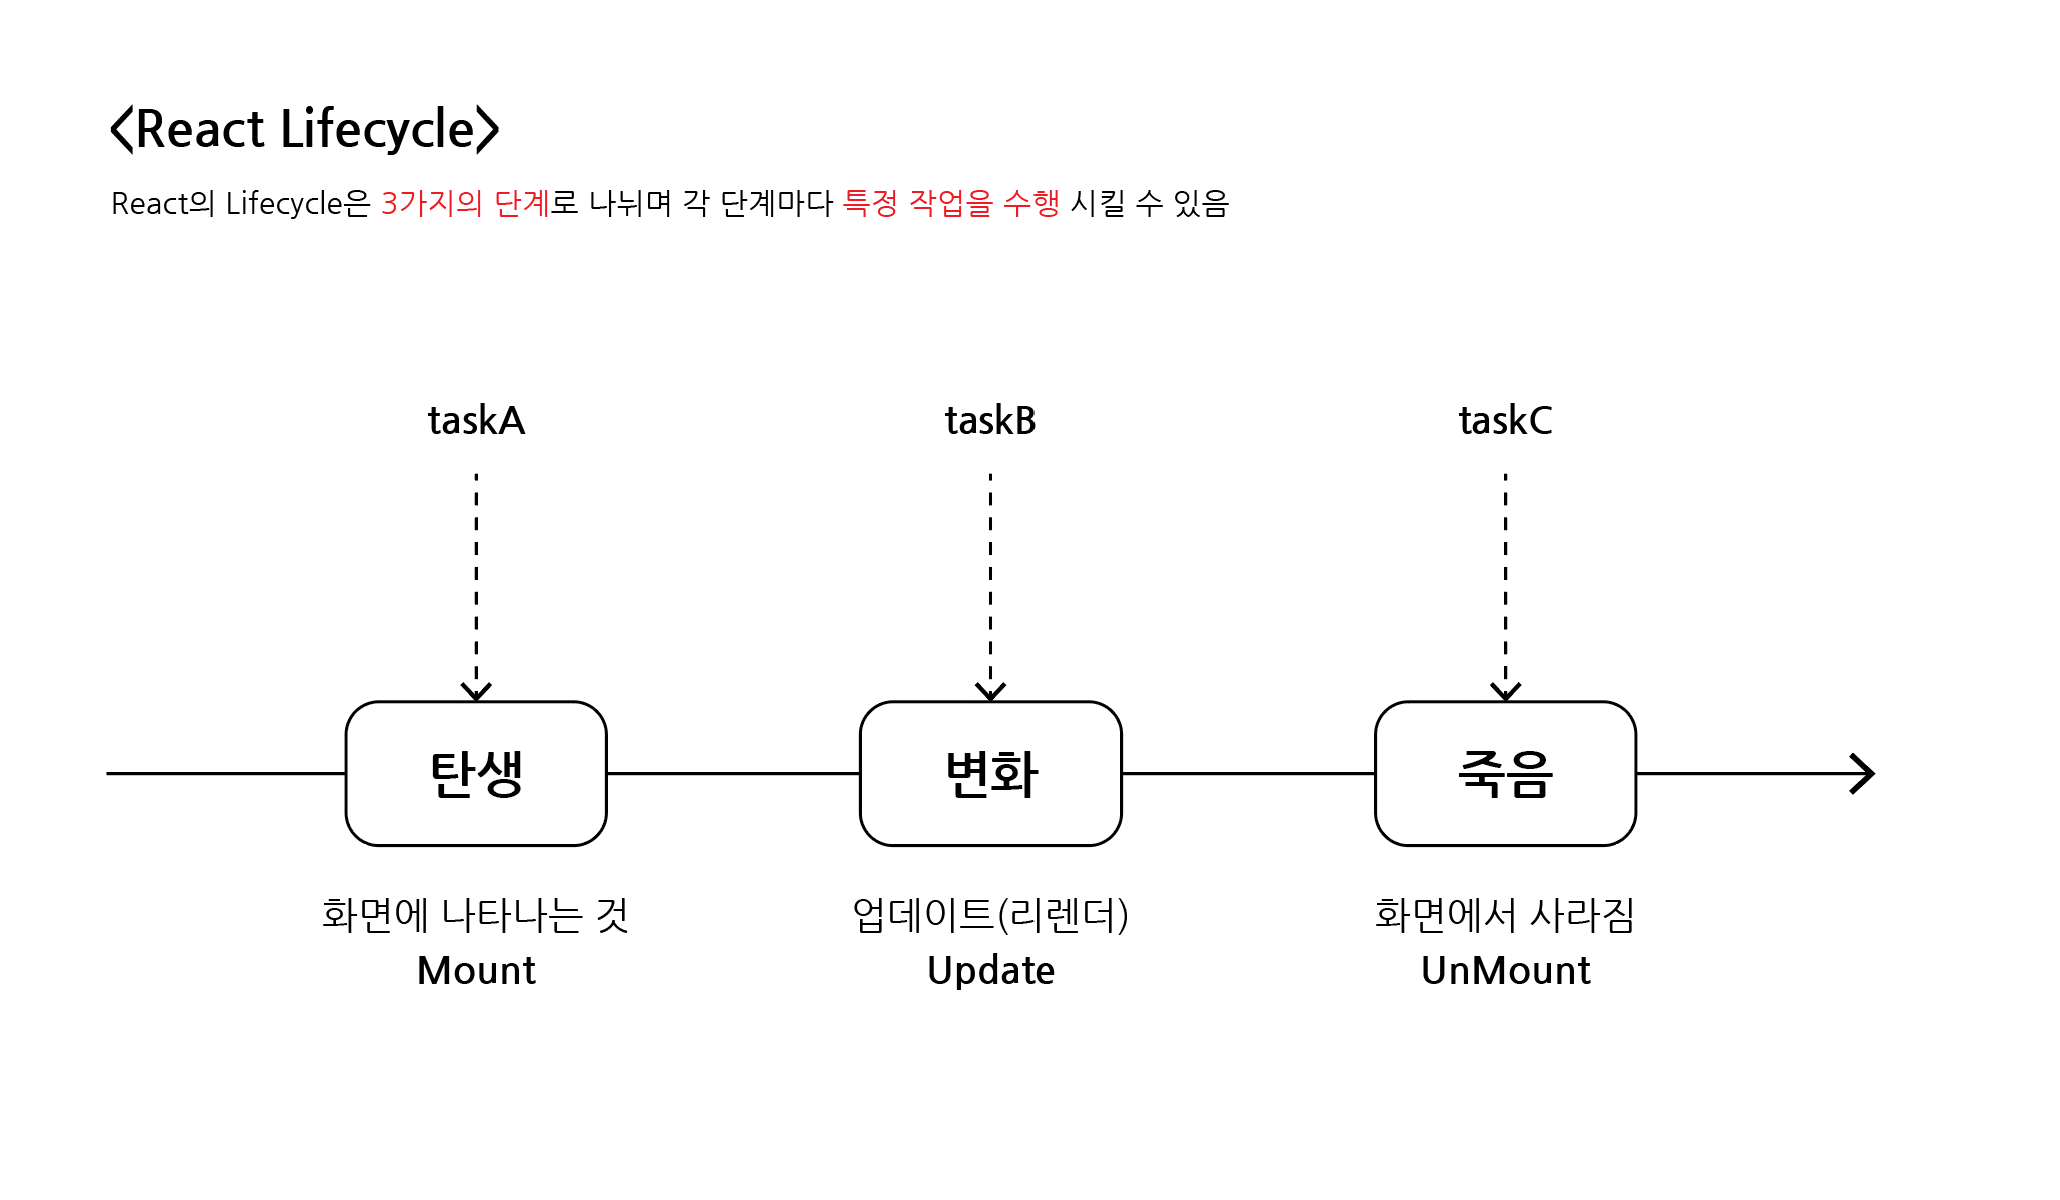 <React Lifecycle>
React의 Lifecycle은 3가지의 단계로 나뉘며 각 단계마다 특정 작업을 수행 시킬 수 있음
taskA
taskB
taskC
탄생
변화
죽음
화면에 나타나는 것
업데이트(리렌더)
화면에서 사라짐
Mount
Update
UnMount